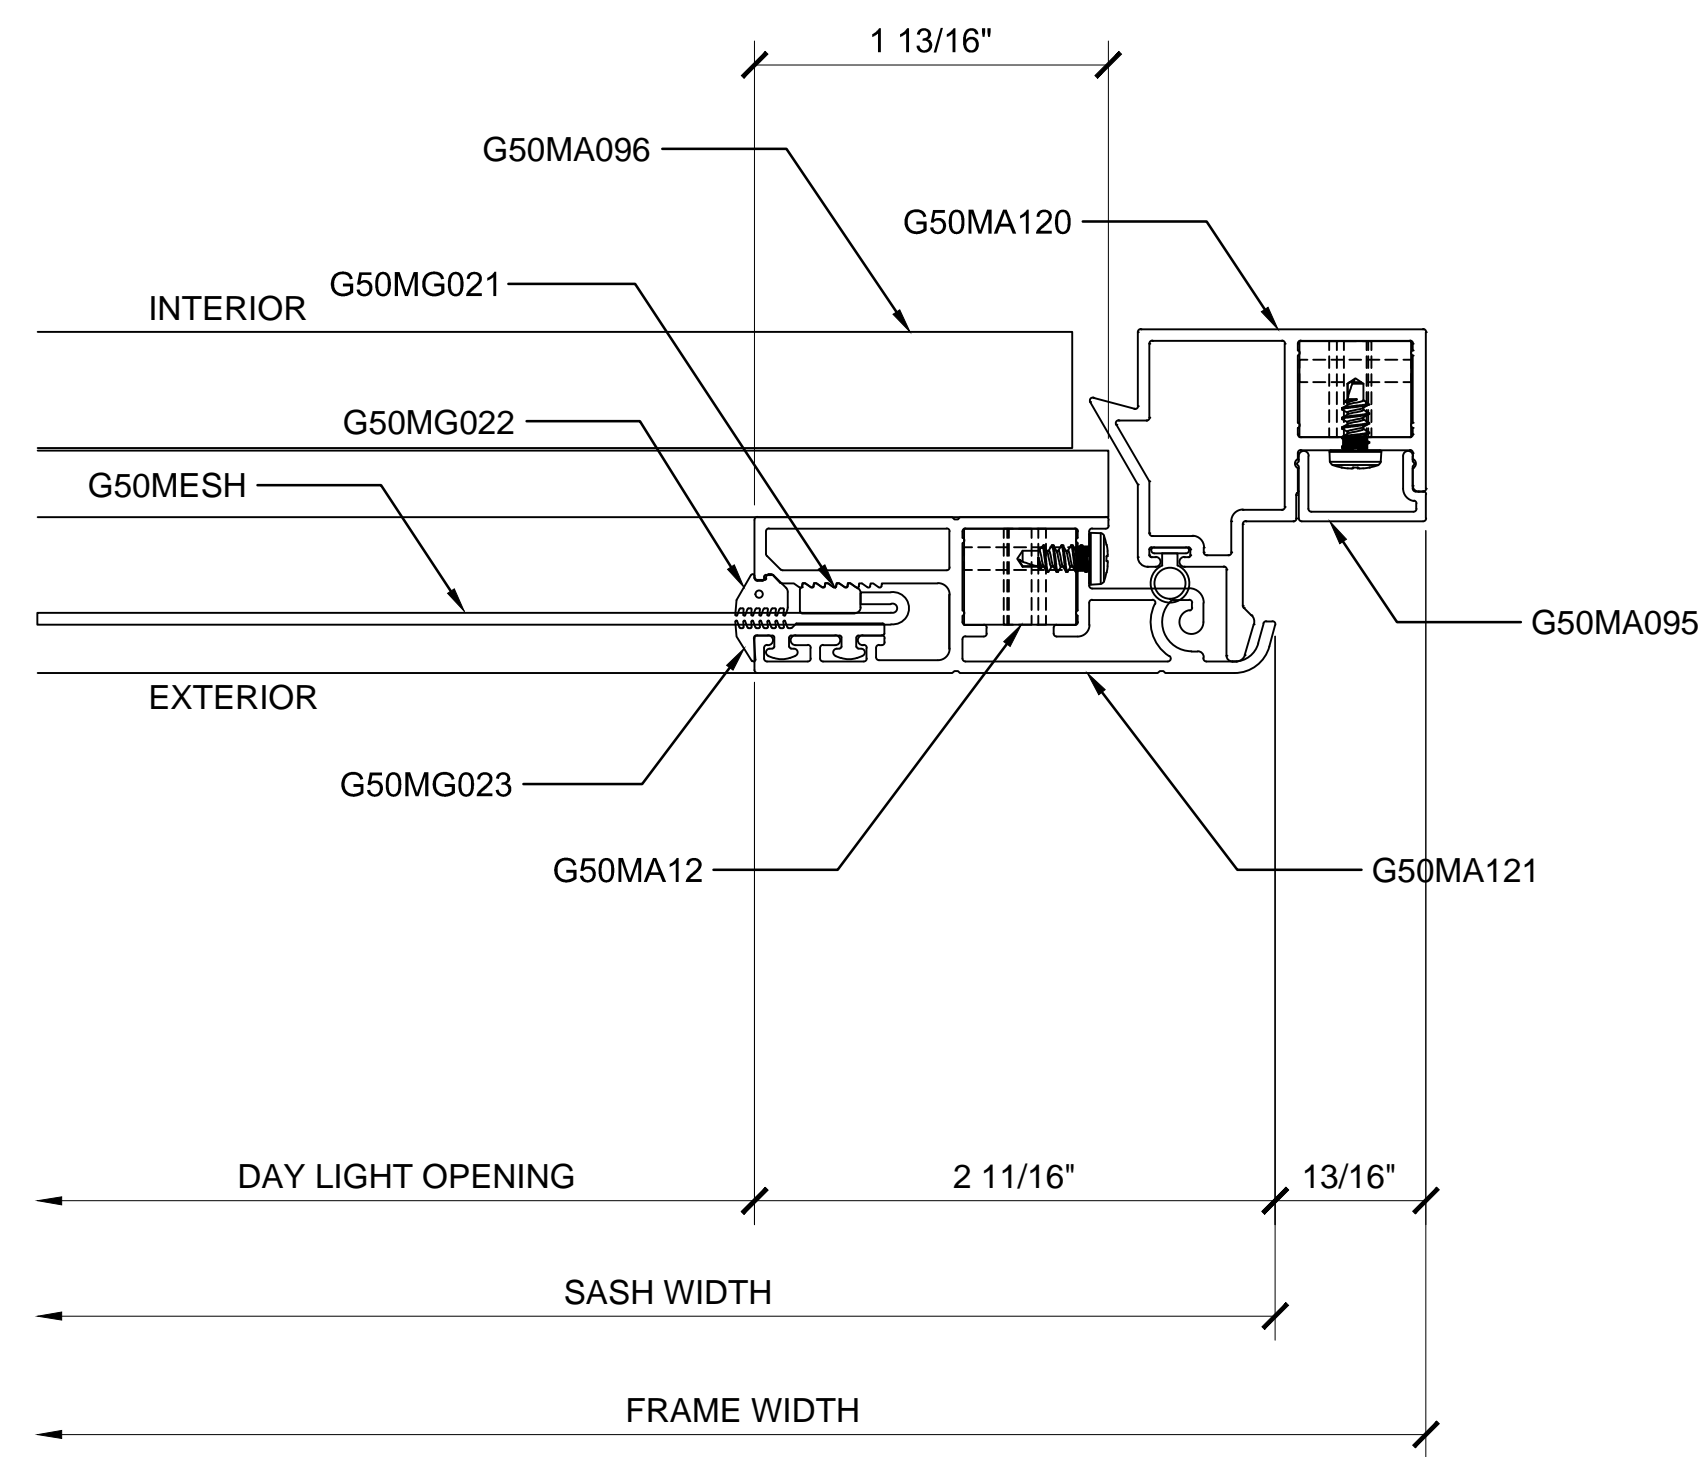 1 13/16"
G50MA096
G50MA120
G50MG021
INTERIOR
G50MG022
G50MESH
G50MA095
EXTERIOR
G50MG023
G50MA12
G50MA121
DAY LIGHT OPENING
2 11/16"
13/16"
SASH WIDTH
FRAME WIDTH